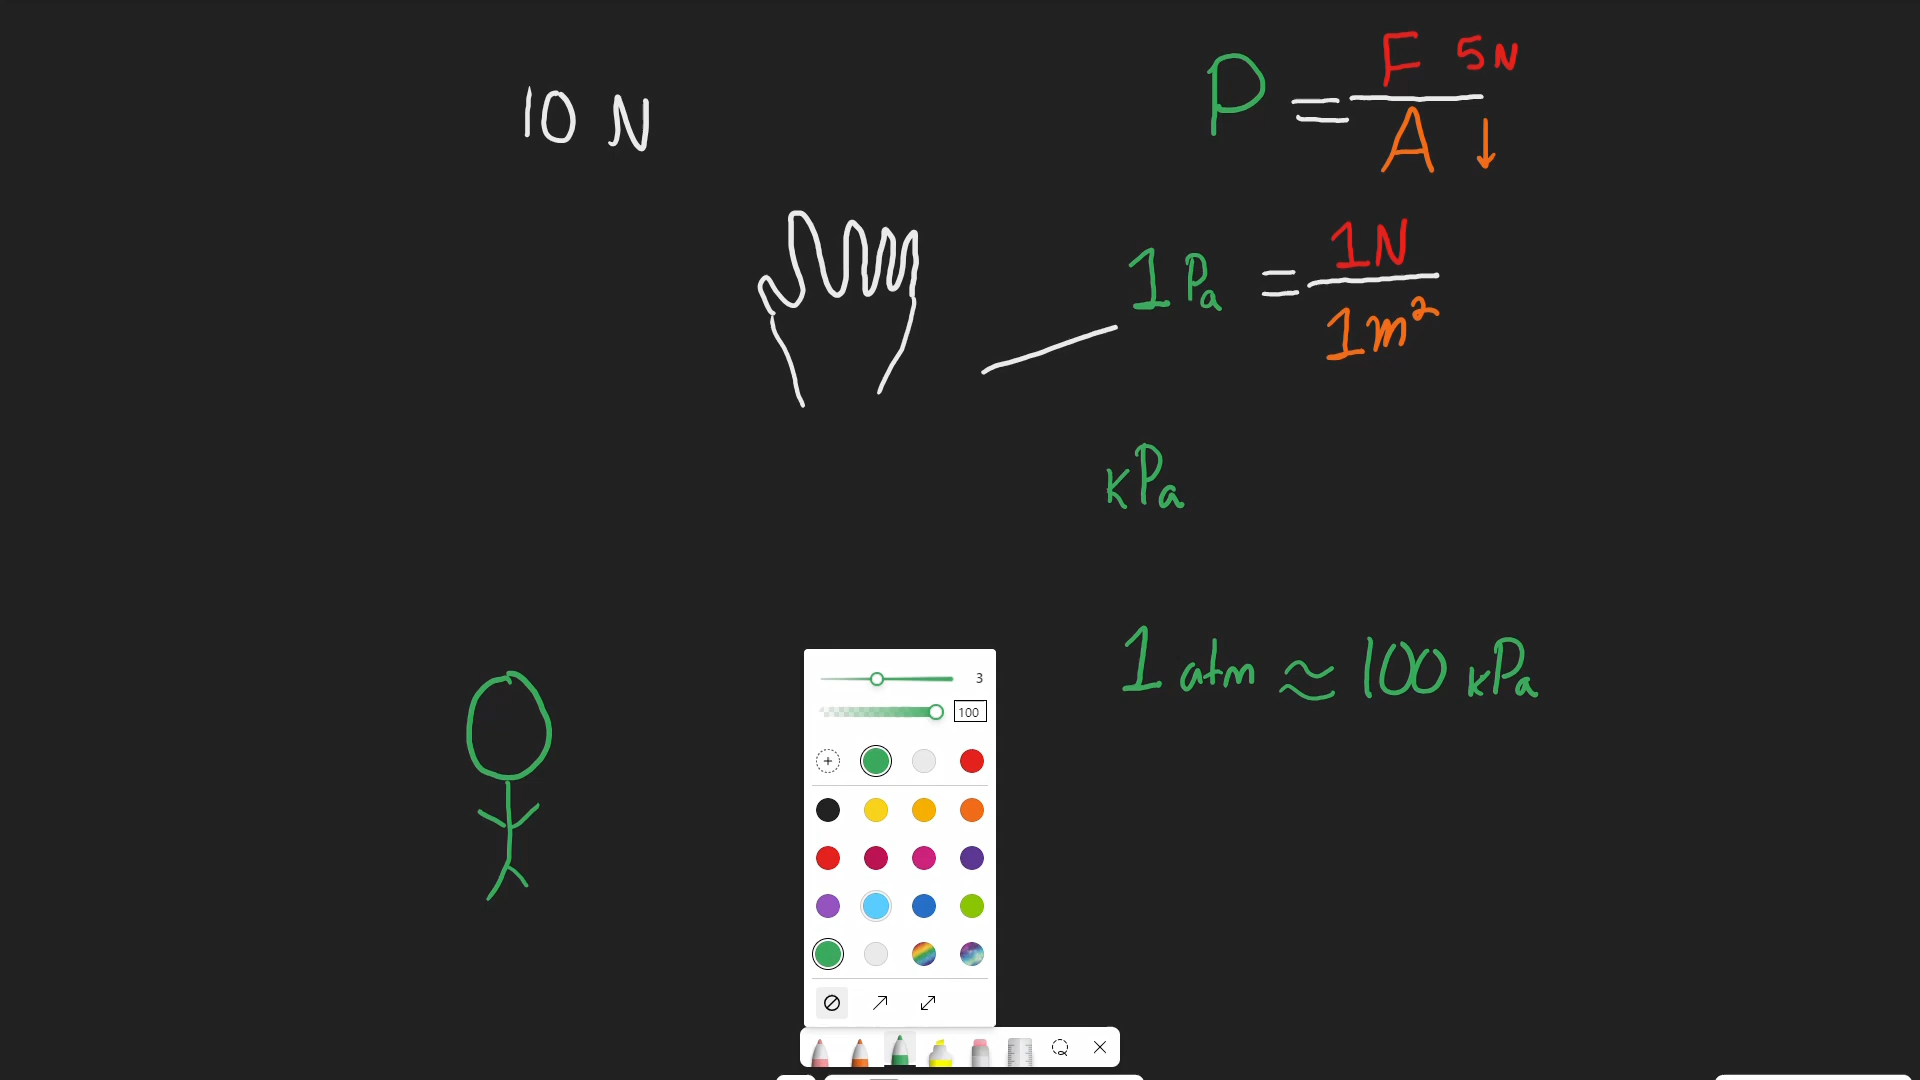 10 N
P = F 5N
A ↓
1 Pa = 1N
1m²
kPa
1 atm ≈ 100 kPa
3
100